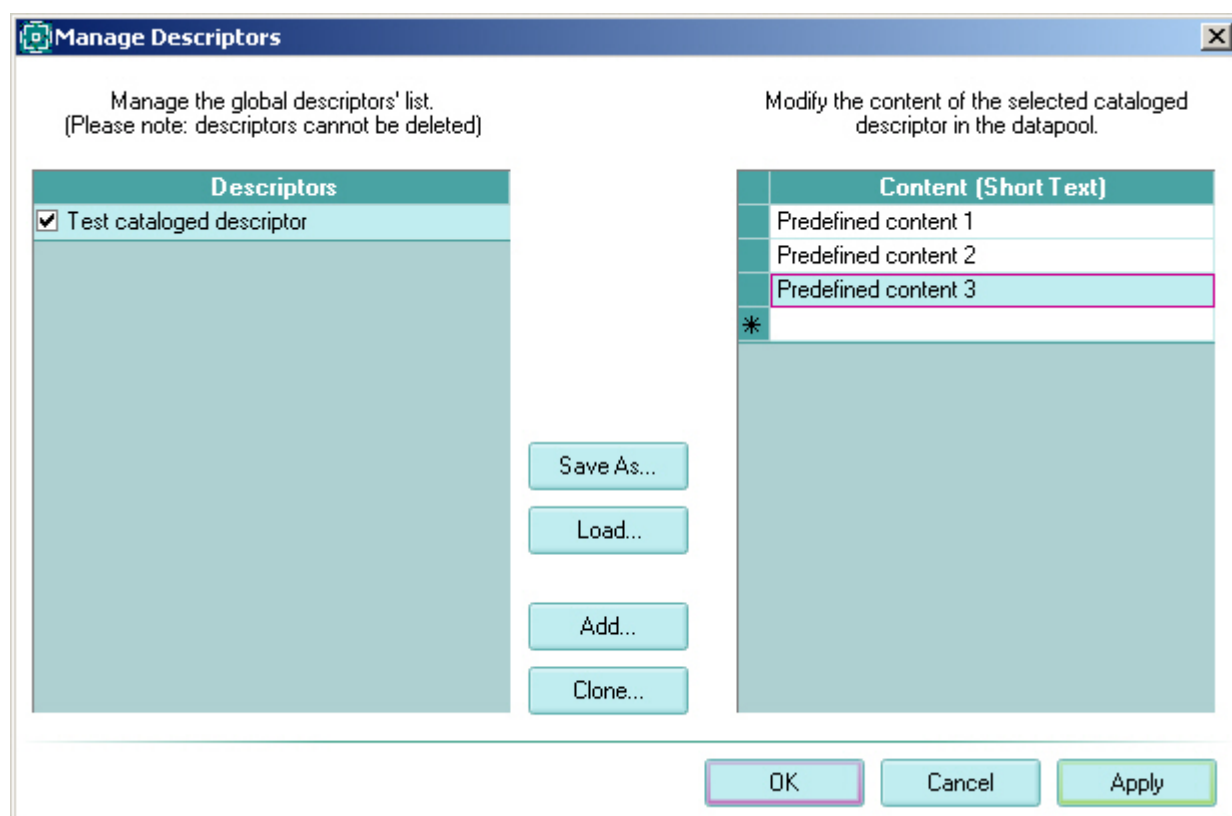 Manage Descriptors
Manage the global descriptors' list.
(Please note: descriptors cannot be deleted)
Modify the content of the selected cataloged
descriptor in the datapool.
Descriptors
Test cataloged descriptor
Content (Short Text)
Predefined content 1
Predefined content 2
Predefined content 3
Save As...
Load...
Add...
Clone...
OK
Cancel
Apply